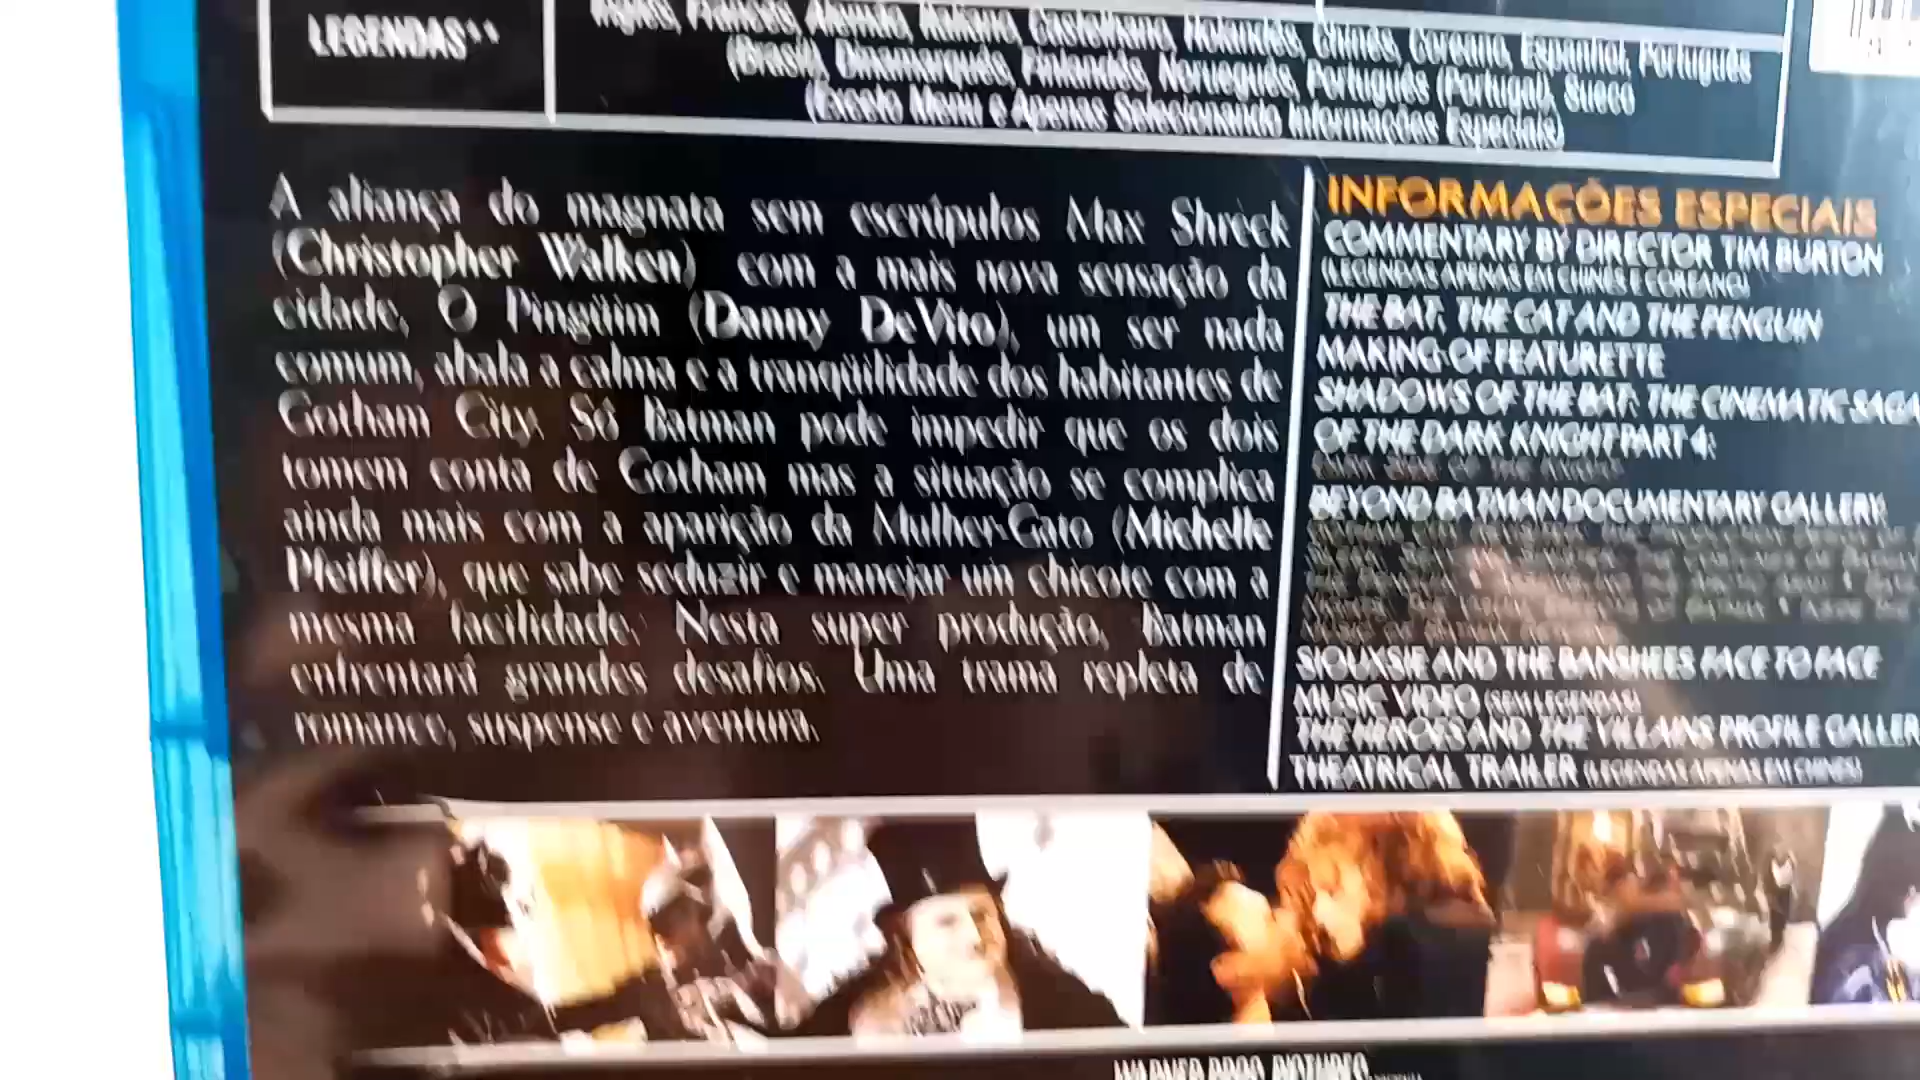 LEGENDAS**
Inglês, Francês, Alemão, Italiano, Castelhano, Holandês, Chinês, Coreano, Espanhol, Português
(Brasil), Dinamarquês, Finlandês, Norueguês, Português (Portugal), Sueco
(Exceto Menu e Apenas Selecionando Informações Especiais)
A aliança do magnata sem escrúpulos Max Shreck
(Christopher Walken) com a mais nova sensação da
cidade, O Pingüim (Danny DeVito), um ser nada
comum, abala a calma e a tranqüilidade dos habitantes de
Gotham City. Só Batman pode impedir que os dois
tomem conta de Gotham mas a situação se complica
ainda mais com a aparição da Mulher-Gato (Michelle
Pfeiffer), que sabe seduzir e manejar um chicote com a
mesma facilidade. Nesta super produção, Batman
enfrentará grandes desafios. Uma trama repleta de
romance, suspense e aventura.
INFORMAÇÕES ESPECIAIS
COMMENTARY BY DIRECTOR TIM BURTON
(LEGENDAS APENAS EM CHINÊS E COREANO)
THE BAT, THE CAT AND THE PENGUIN
MAKING-OF FEATURETTE
SHADOWS OF THE BAT: THE CINEMATIC SAGA
OF THE DARK KNIGHT PART 4:
BEYOND BATMAN DOCUMENTARY GALLERY
SIOUXSIE AND THE BANSHEES FACE TO FACE
MUSIC VIDEO (SEM LEGENDAS)
THE HEROES AND THE VILLAINS PROFILE GALLER
THEATRICAL TRAILER (LEGENDAS APENAS EM CHINÊS)
WARNER BROS. PICTURES